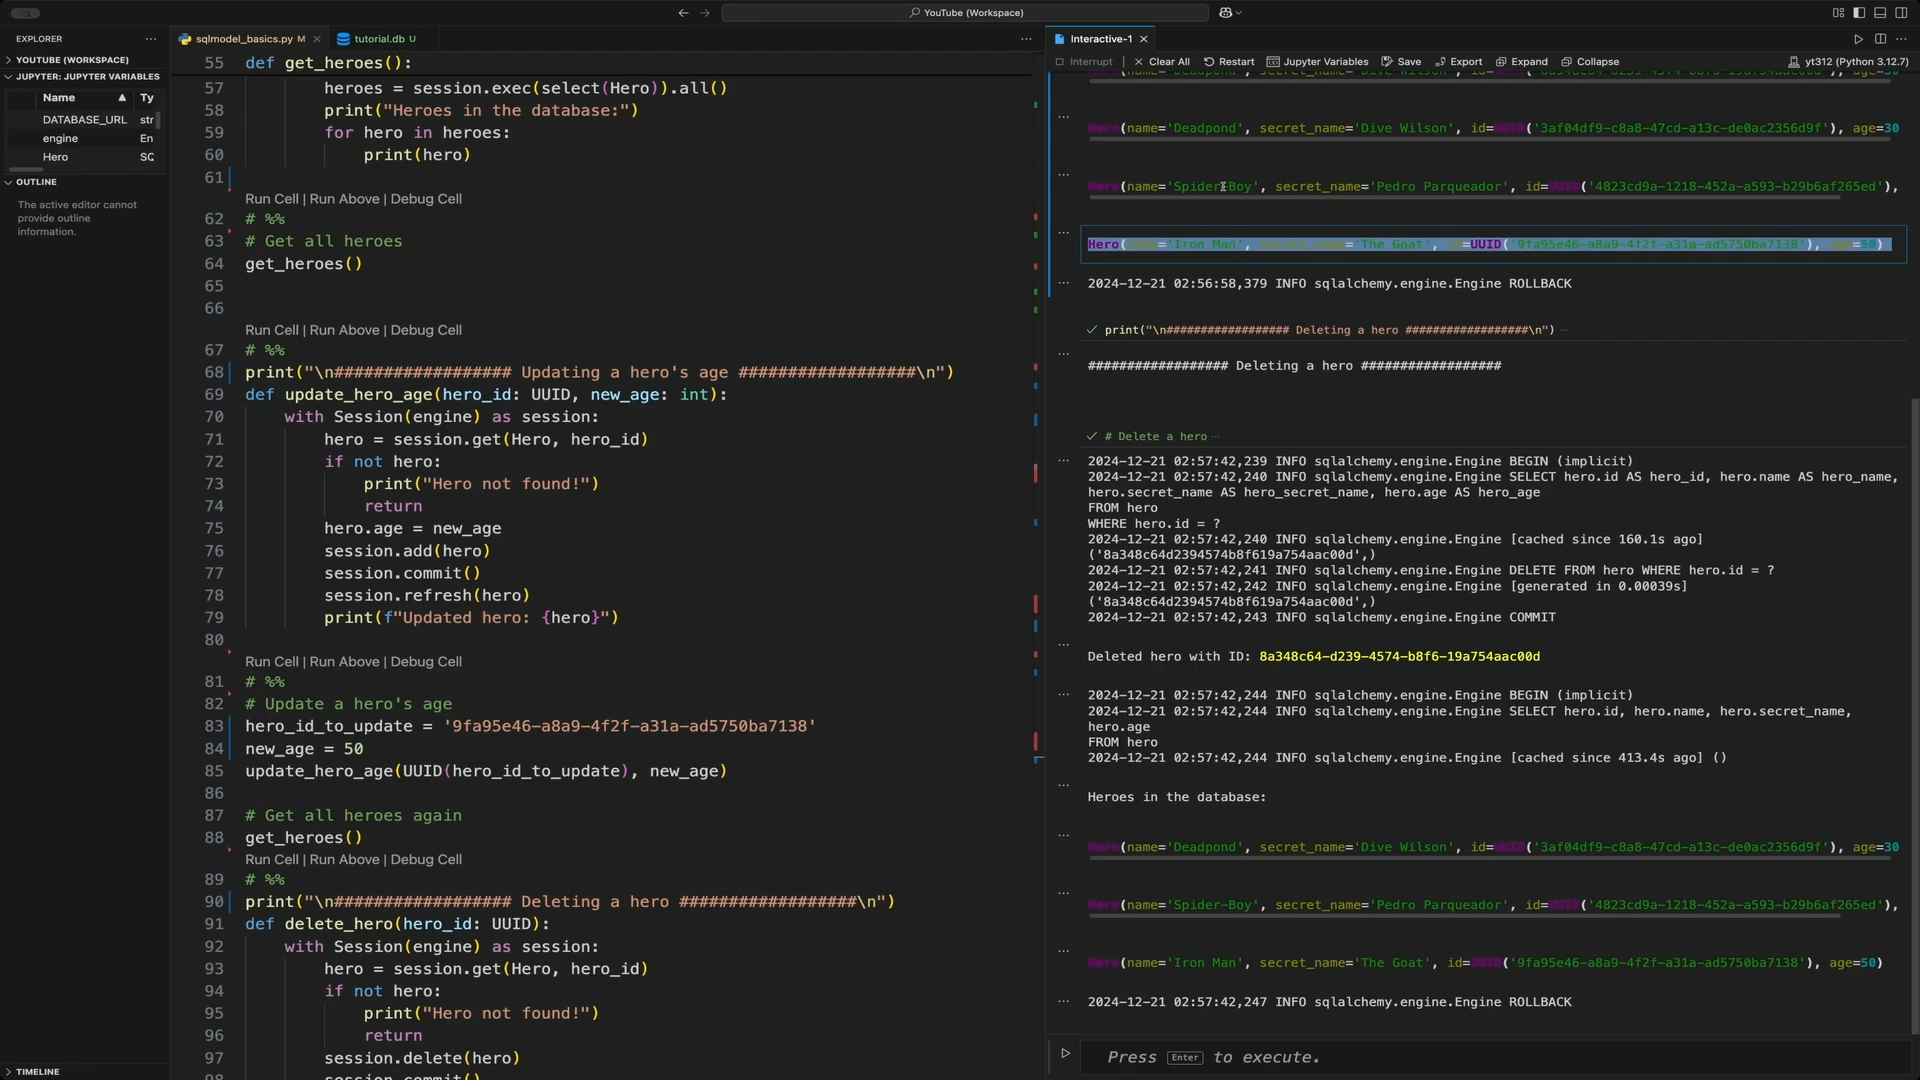 YouTube (Workspace)
EXPLORER
YOUTUBE (WORKSPACE)
JUPYTER: JUPYTER VARIABLES
Name Ty
DATABASE_URL str
engine En
Hero SC
OUTLINE
The active editor cannot
provide outline
information.
TIMELINE
sqlmodel_basics.py M
tutorial.db U
55 def get_heroes():
57 heroes = session.exec(select(Hero)).all()
58 print("Heroes in the database:")
59 for hero in heroes:
60 print(hero)
61
Run Cell | Run Above | Debug Cell
62 # %%
63 # Get all heroes
64 get_heroes()
65
66
Run Cell | Run Above | Debug Cell
67 # %%
68 print("\n################## Updating a hero's age ##################\n")
69 def update_hero_age(hero_id: UUID, new_age: int):
70 with Session(engine) as session:
71 hero = session.get(Hero, hero_id)
72 if not hero:
73 print("Hero not found!")
74 return
75 hero.age = new_age
76 session.add(hero)
77 session.commit()
78 session.refresh(hero)
79 print(f"Updated hero: {hero}")
80
Run Cell | Run Above | Debug Cell
81 # %%
82 # Update a hero's age
83 hero_id_to_update = '9fa95e46-a8a9-4f2f-a31a-ad5750ba7138'
84 new_age = 50
85 update_hero_age(UUID(hero_id_to_update), new_age)
86
87 # Get all heroes again
88 get_heroes()
Run Cell | Run Above | Debug Cell
89 # %%
90 print("\n################## Deleting a hero ##################\n")
91 def delete_hero(hero_id: UUID):
92 with Session(engine) as session:
93 hero = session.get(Hero, hero_id)
94 if not hero:
95 print("Hero not found!")
96 return
97 session.delete(hero)
98 session.commit()
Interactive-1
Interrupt | Clear All Restart Jupyter Variables Save Export Expand Collapse yt312 (Python 3.12.7)
Hero(name='Deadpond', secret_name='Dive Wilson', id=UUID('3af04df9-c8a8-47cd-a13c-de0ac2356d9f'), age=30
Hero(name='Spider-Boy', secret_name='Pedro Parqueador', id=UUID('4823cd9a-1218-452a-a593-b29b6af265ed'),
Hero(name='Iron Man', secret_name='The Goat', id=UUID('9fa95e46-a8a9-4f2f-a31a-ad5750ba7138'), age=50)
2024-12-21 02:56:58,379 INFO sqlalchemy.engine.Engine ROLLBACK
print("\n################## Deleting a hero ##################\n") ...
################## Deleting a hero ##################
# Delete a hero ...
2024-12-21 02:57:42,239 INFO sqlalchemy.engine.Engine BEGIN (implicit)
2024-12-21 02:57:42,240 INFO sqlalchemy.engine.Engine SELECT hero.id AS hero_id, hero.name AS hero_name,
hero.secret_name AS hero_secret_name, hero.age AS hero_age
FROM hero
WHERE hero.id = ?
2024-12-21 02:57:42,240 INFO sqlalchemy.engine.Engine [cached since 160.1s ago]
('8a348c64d2394574b8f619a754aac00d',)
2024-12-21 02:57:42,241 INFO sqlalchemy.engine.Engine DELETE FROM hero WHERE hero.id = ?
2024-12-21 02:57:42,242 INFO sqlalchemy.engine.Engine [generated in 0.00039s]
('8a348c64d2394574b8f619a754aac00d',)
2024-12-21 02:57:42,243 INFO sqlalchemy.engine.Engine COMMIT
Deleted hero with ID: 8a348c64-d239-4574-b8f6-19a754aac00d
2024-12-21 02:57:42,244 INFO sqlalchemy.engine.Engine BEGIN (implicit)
2024-12-21 02:57:42,244 INFO sqlalchemy.engine.Engine SELECT hero.id, hero.name, hero.secret_name,
hero.age
FROM hero
2024-12-21 02:57:42,244 INFO sqlalchemy.engine.Engine [cached since 413.4s ago] ()
Heroes in the database:
Hero(name='Deadpond', secret_name='Dive Wilson', id=UUID('3af04df9-c8a8-47cd-a13c-de0ac2356d9f'), age=30
Hero(name='Spider-Boy', secret_name='Pedro Parqueador', id=UUID('4823cd9a-1218-452a-a593-b29b6af265ed'),
Hero(name='Iron Man', secret_name='The Goat', id=UUID('9fa95e46-a8a9-4f2f-a31a-ad5750ba7138'), age=50)
2024-12-21 02:57:42,247 INFO sqlalchemy.engine.Engine ROLLBACK
Press Enter to execute.